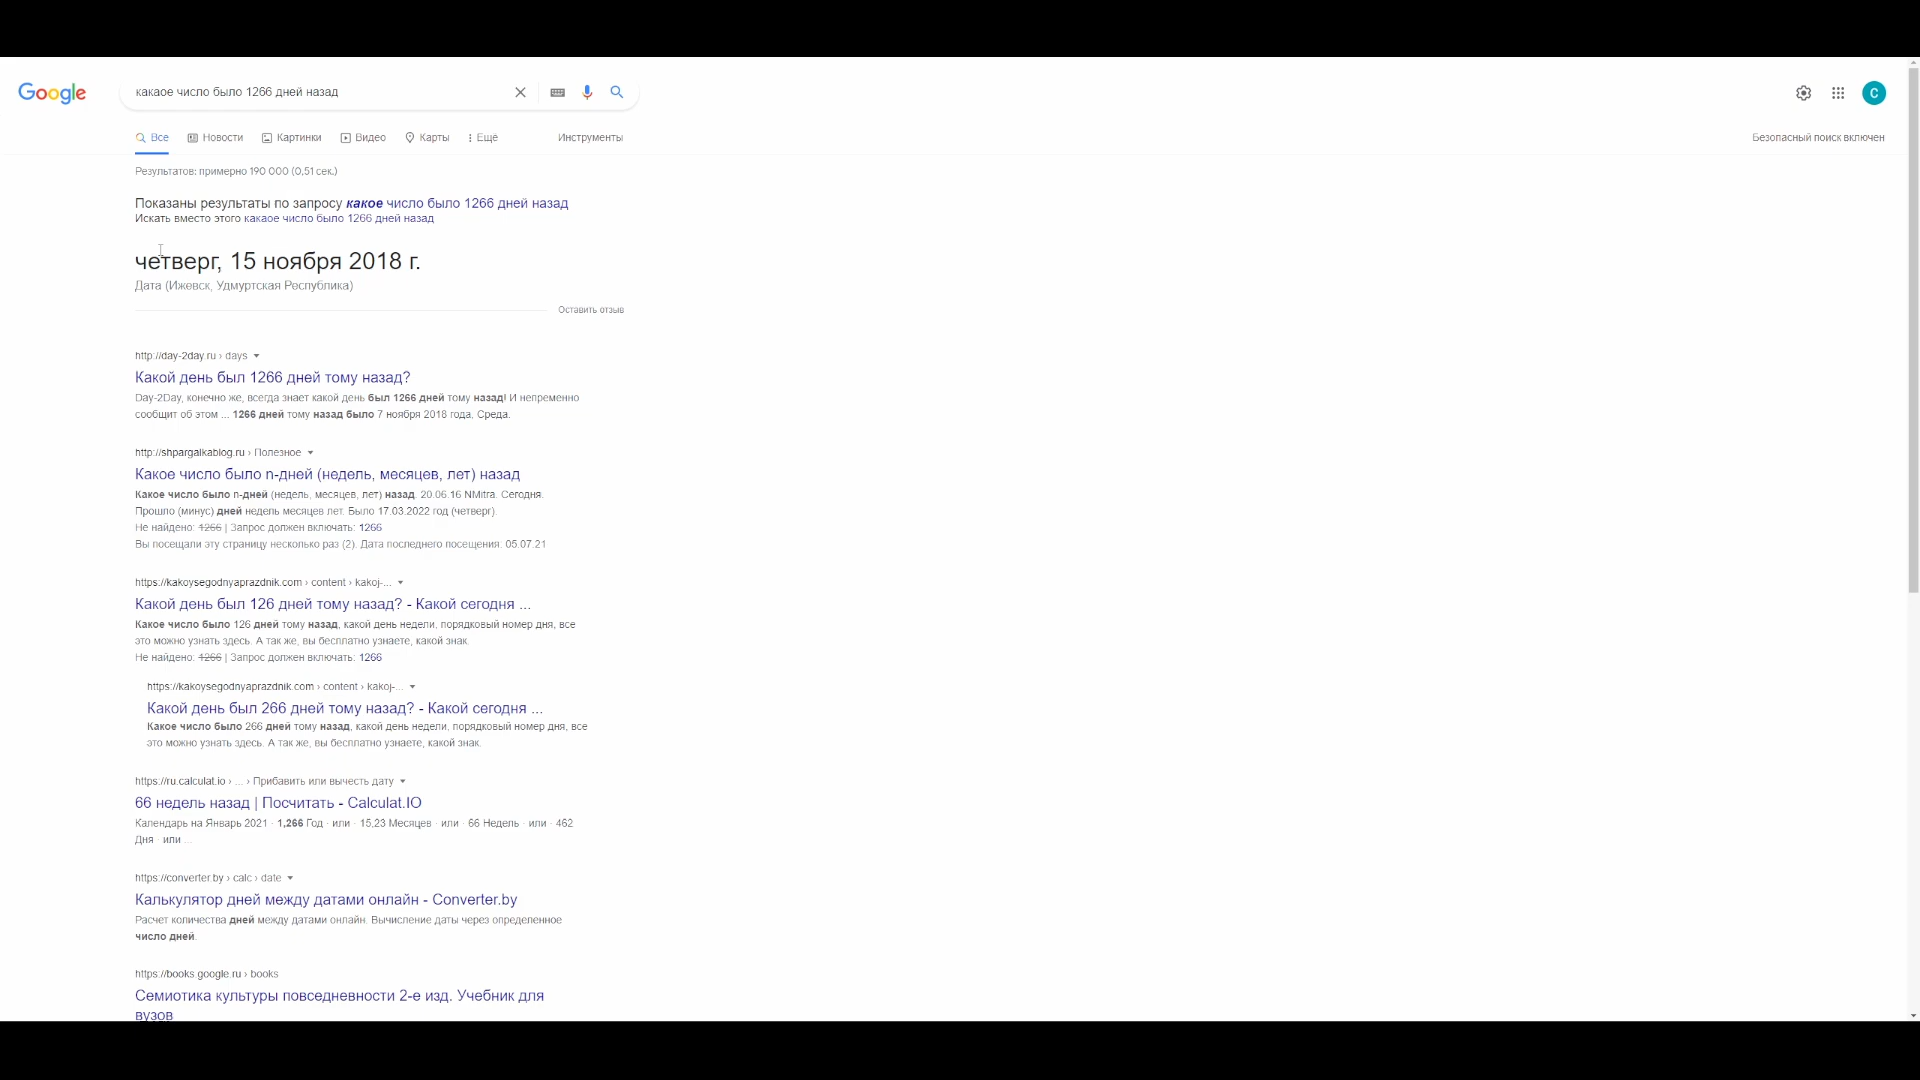 Google
какаое число было 1266 дней назад
Все Новости Картинки Видео Карты Ещё Инструменты
C
Безопасный поиск включен
Результатов: примерно 190 000 (0,51 сек.)
Показаны результаты по запросу какое число было 1266 дней назад
Искать вместо этого какаое число было 1266 дней назад
четверг, 15 ноября 2018 г.
Дата (Ижевск, Удмуртская Республика)
Оставить отзыв
http://day-2day.ru › days
Какой день был 1266 дней тому назад?
Day-2Day, конечно же, всегда знает какой день был 1266 дней тому назад! И непременно
сообщит об этом ... 1266 дней тому назад было 7 ноября 2018 года. Среда.
http://shpargalkablog.ru › Полезное
Какое число было n-дней (недель, месяцев, лет) назад
Какое число было n-дней (недель, месяцев, лет) назад. 20.06.16 NMitra. Сегодня.
Прошло (минус) дней недель месяцев лет. Было 17.03.2022 год (четверг).
Не найдено: 1266 | Запрос должен включать: 1266
Вы посещали эту страницу несколько раз (2). Дата последнего посещения: 05.07.21
https://kakoysegodnyaprazdnik.com › content › kakoj-...
Какой день был 126 дней тому назад? - Какой сегодня ...
Какое число было 126 дней тому назад, какой день недели, порядковый номер дня, все
это можно узнать здесь. А так же, вы бесплатно узнаете, какой знак.
Не найдено: 1266 | Запрос должен включать: 1266
https://kakoysegodnyaprazdnik.com › content › kakoj-...
Какой день был 266 дней тому назад? - Какой сегодня ...
Какое число было 266 дней тому назад, какой день недели, порядковый номер дня, все
это можно узнать здесь. А так же, вы бесплатно узнаете, какой знак.
https://ru.calculat.io › ... › Прибавить или вычесть дату
66 недель назад | Посчитать - Calculat.IO
Календарь на Январь 2021 · 1,266 Год · или · 15,23 Месяцев · или · 66 Недель · или · 462
Дня · или ...
https://converter.by › calc › date
Калькулятор дней между датами онлайн - Converter.by
Расчет количества дней между датами онлайн. Вычисление даты через определенное
число дней.
https://books.google.ru › books
Семиотика культуры повседневности 2-е изд. Учебник для
вузов